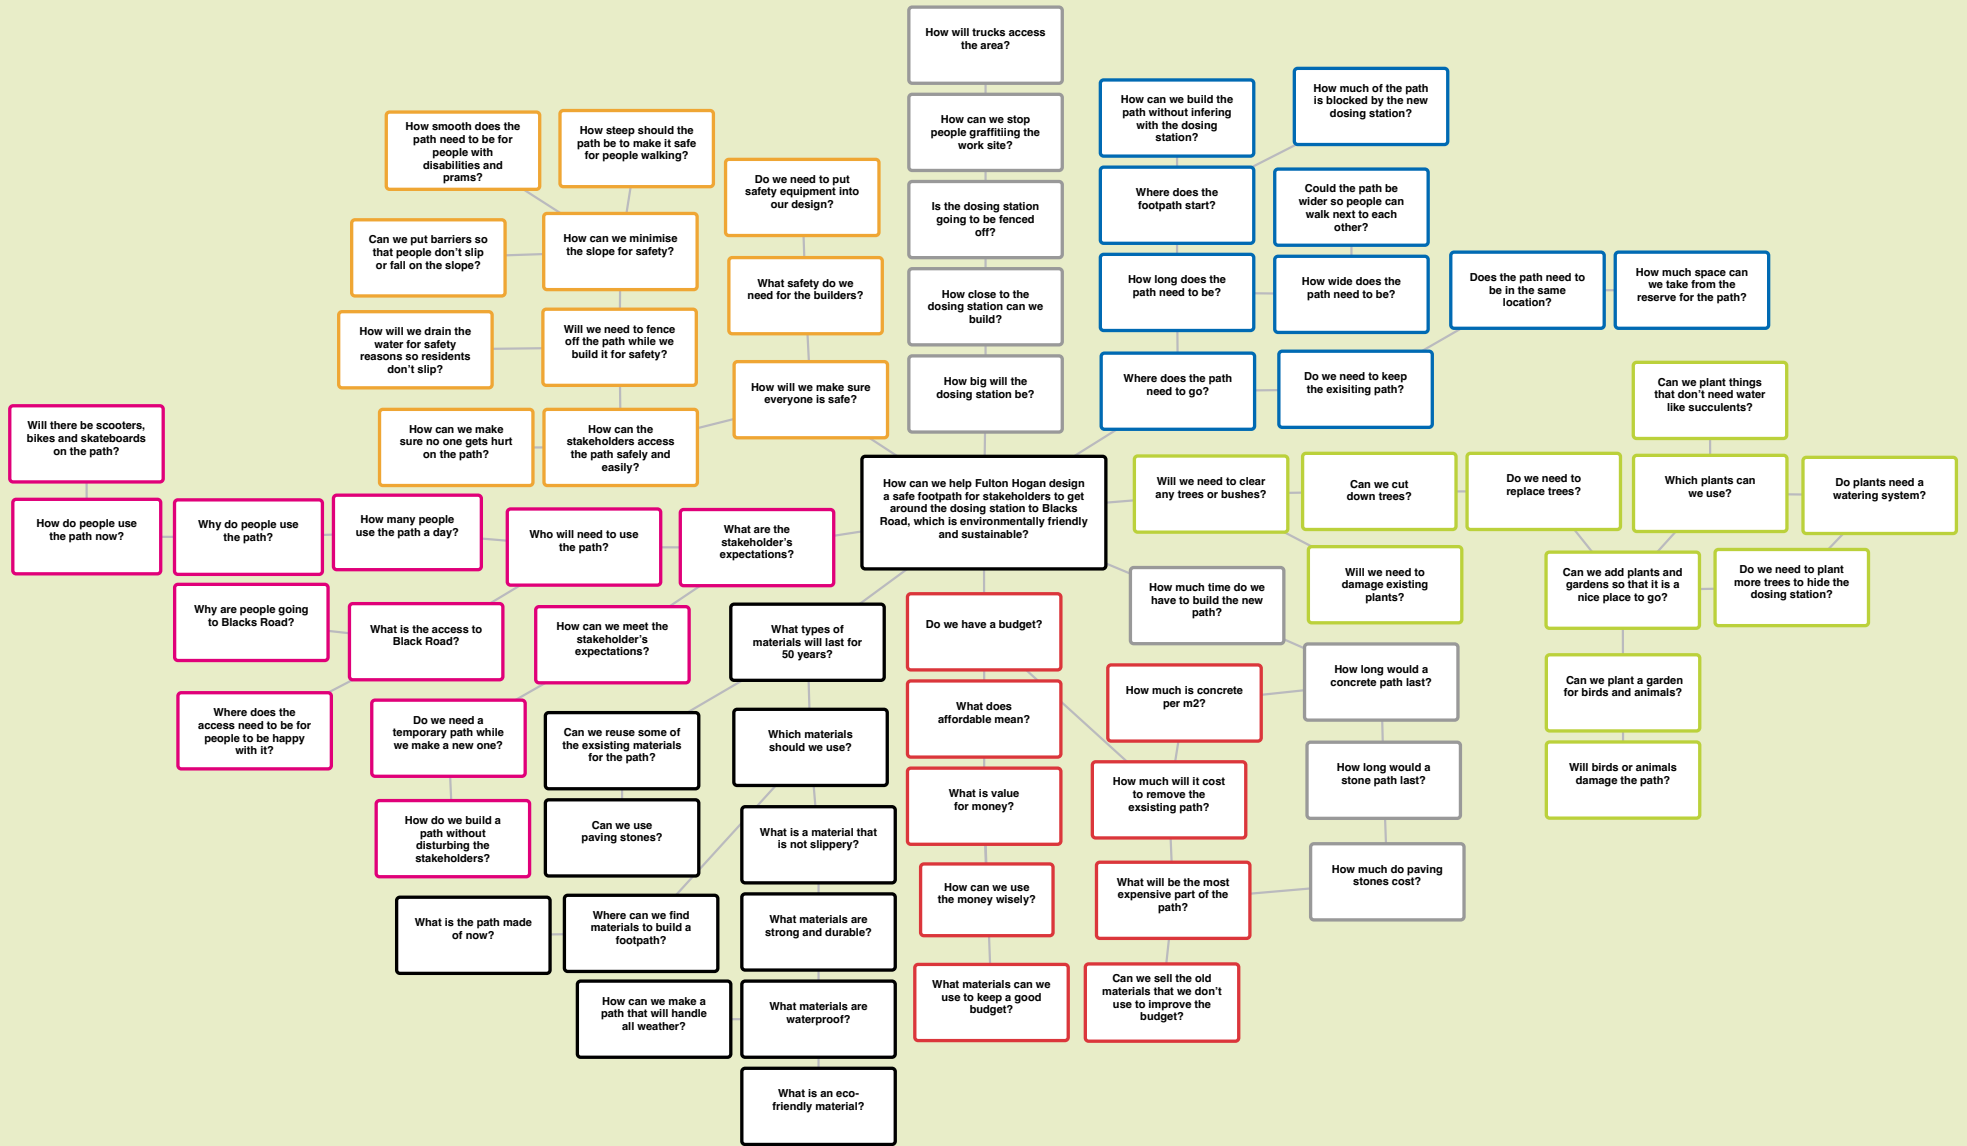 How will trucks access
the area?
How can we stop
people graffitiing the
work site?
Is the dosing station
going to be fenced
off?
How close to the
dosing station can we
build?
How big will the
dosing station be?
How can we build the
path without infering
with the dosing
station?
How much of the path
is blocked by the new
dosing station?
Where does the
footpath start?
Could the path be
wider so people can
walk next to each
other?
How long does the
path need to be?
How wide does the
path need to be?
Does the path need to
be in the same
location?
How much space can
we take from the
reserve for the path?
Where does the path
need to go?
Do we need to keep
the exisiting path?
How smooth does the
path need to be for
people with
disabilities and
prams?
How steep should the
path be to make it safe
for people walking?
Do we need to put
safety equipment into
our design?
Can we put barriers so
that people don't slip
or fall on the slope?
How can we minimise
the slope for safety?
What safety do we
need for the builders?
How will we drain the
water for safety
reasons so residents
don't slip?
Will we need to fence
off the path while we
build it for safety?
How will we make sure
everyone is safe?
How can we make
sure no one gets hurt
on the path?
How can the
stakeholders access
the path safely and
easily?
Will there be scooters,
bikes and skateboards
on the path?
How do people use
the path now?
Why do people use
the path?
How many people
use the path a day?
Who will need to use
the path?
What are the
stakeholder's
expectations?
How can we help Fulton Hogan design
a safe footpath for stakeholders to get
around the dosing station to Blacks
Road, which is environmentally friendly
and sustainable?
Will we need to clear
any trees or bushes?
Can we cut
down trees?
Do we need to
replace trees?
Can we plant things
that don't need water
like succulents?
Which plants can
we use?
Do plants need a
watering system?
Will we need to
damage existing
plants?
Can we add plants and
gardens so that it is a
nice place to go?
Do we need to plant
more trees to hide the
dosing station?
Can we plant a garden
for birds and animals?
Will birds or animals
damage the path?
Why are people going
to Blacks Road?
What is the access to
Black Road?
How can we meet the
stakeholder's
expectations?
Where does the
access need to be for
people to be happy
with it?
Do we need a
temporary path while
we make a new one?
How do we build a
path without
disturbing the
stakeholders?
What types of
materials will last for
50 years?
Can we reuse some of
the exsisting materials
for the path?
Which materials
should we use?
Can we use
paving stones?
What is a material that
is not slippery?
What is the path made
of now?
Where can we find
materials to build a
footpath?
What materials are
strong and durable?
How can we make a
path that will handle
all weather?
What materials are
waterproof?
What is an eco-
friendly material?
Do we have a budget?
What does
affordable mean?
What is value
for money?
How can we use
the money wisely?
What materials can we
use to keep a good
budget?
How much is concrete
per m2?
How much will it cost
to remove the
exsisting path?
What will be the most
expensive part of the
path?
Can we sell the old
materials that we don't
use to improve the
budget?
How much time do we
have to build the new
path?
How long would a
concrete path last?
How long would a
stone path last?
How much do paving
stones cost?